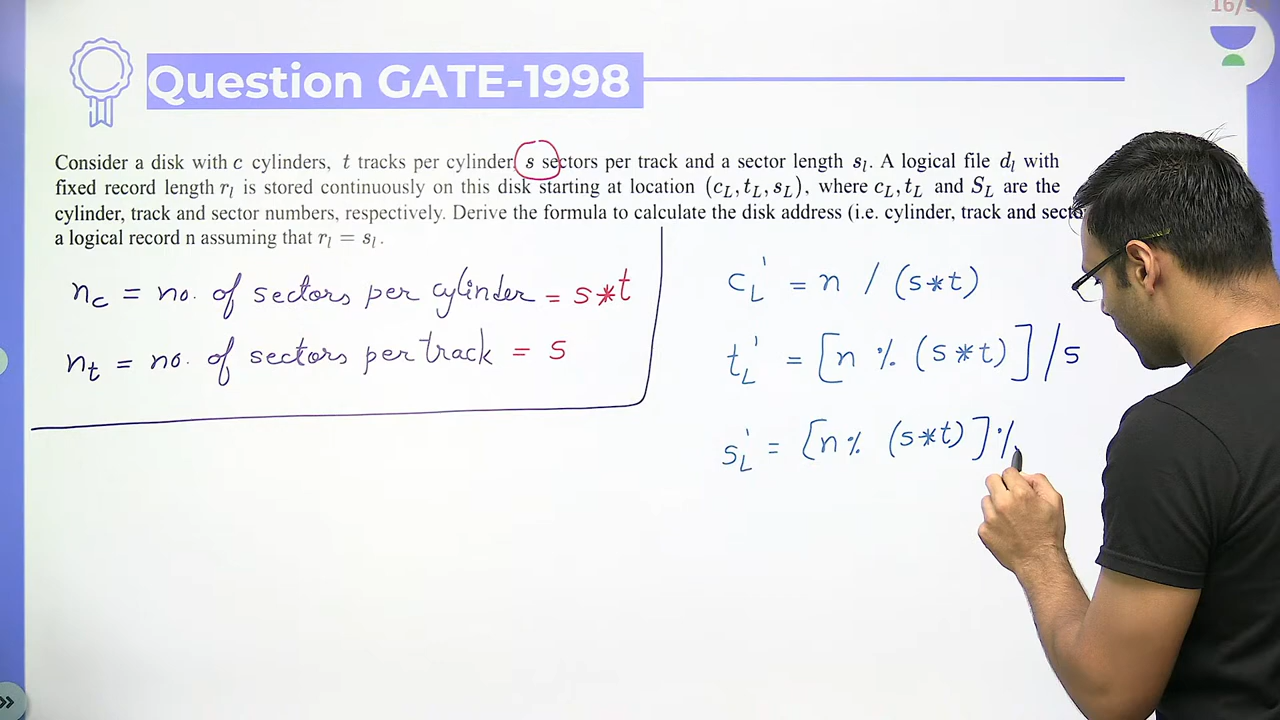 16/
Question GATE-1998
Consider a disk with c cylinders, t tracks per cylinder, s sectors per track and a sector length s_l. A logical file d_l with
fixed record length r_l is stored continuously on this disk starting at location (c_L, t_L, s_L), where c_L, t_L and S_L are the
cylinder, track and sector numbers, respectively. Derive the formula to calculate the disk address (i.e. cylinder, track and
a logical record n assuming that r_l = s_l.
n_c = no. of sectors per cylinder = s*t
n_t = no. of sectors per track = s
c_L' = n / (s*t)
t_L' = [n % (s*t)]/s
s_L' = [n % (s*t)]%
>>